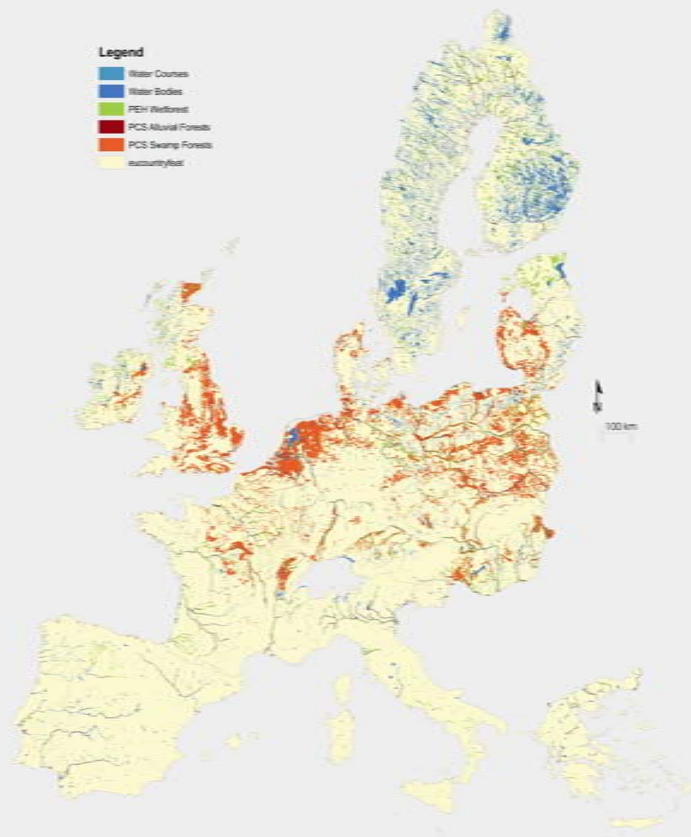 Legend
Water Courses
Water Bodies
PEH Wetforest
PCS Alluvial Forests
PCS Swamp Forests
eucountryfeat
N
100 km